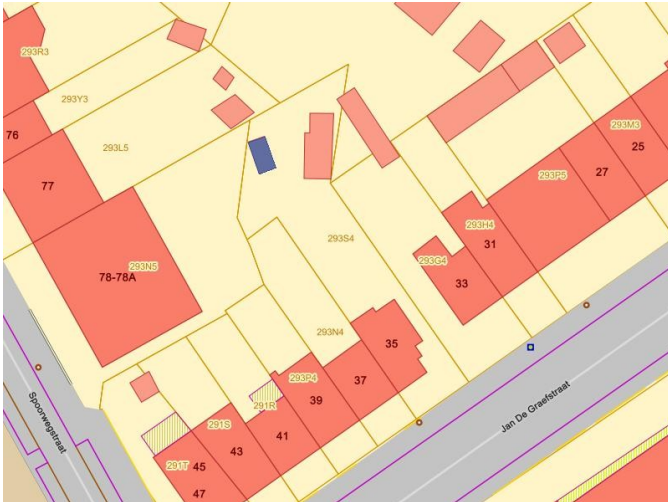 293R3
293Y3
76
293L5
77
78-78A
293N5
293M3
25
27
293P5
293H4
31
293G4
33
293S4
293N4
35
37
293P4
39
291R
41
291S
43
291T
45
47
Spoorwegstraat
Jan De Graefstraat